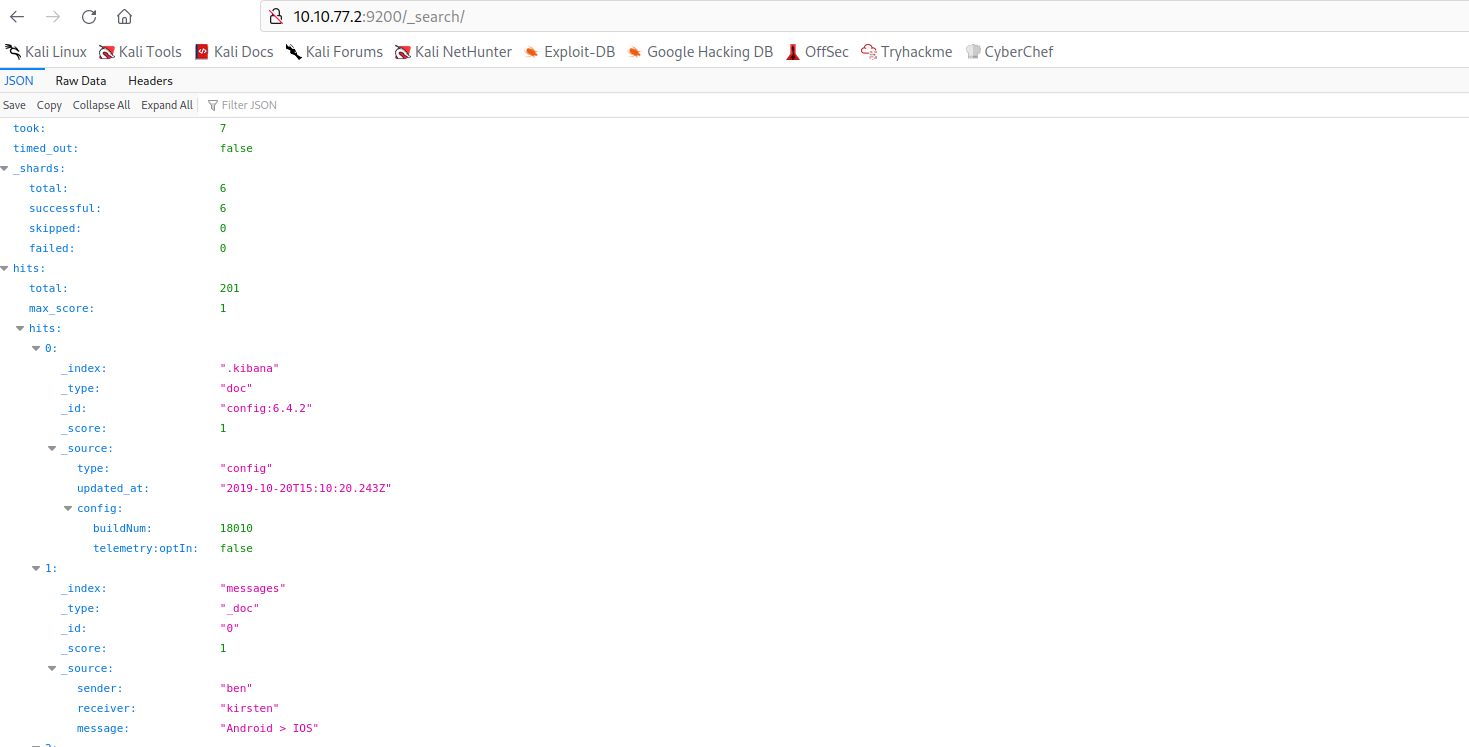 10.10.77.2:9200/_search/
Kali Linux Kali Tools Kali Docs Kali Forums Kali NetHunter Exploit-DB Google Hacking DB OffSec Tryhackme CyberChef
JSON Raw Data Headers
Save Copy Collapse All Expand All Filter JSON
took: 7
timed_out: false
_shards:
total: 6
successful: 6
skipped: 0
failed: 0
hits:
total: 201
max_score: 1
hits:
0:
_index: ".kibana"
_type: "doc"
_id: "config:6.4.2"
_score: 1
_source:
type: "config"
updated_at: "2019-10-20T15:10:20.243Z"
config:
buildNum: 18010
telemetry:optIn: false
1:
_index: "messages"
_type: "_doc"
_id: "0"
_score: 1
_source:
sender: "ben"
receiver: "kirsten"
message: "Android > IOS"